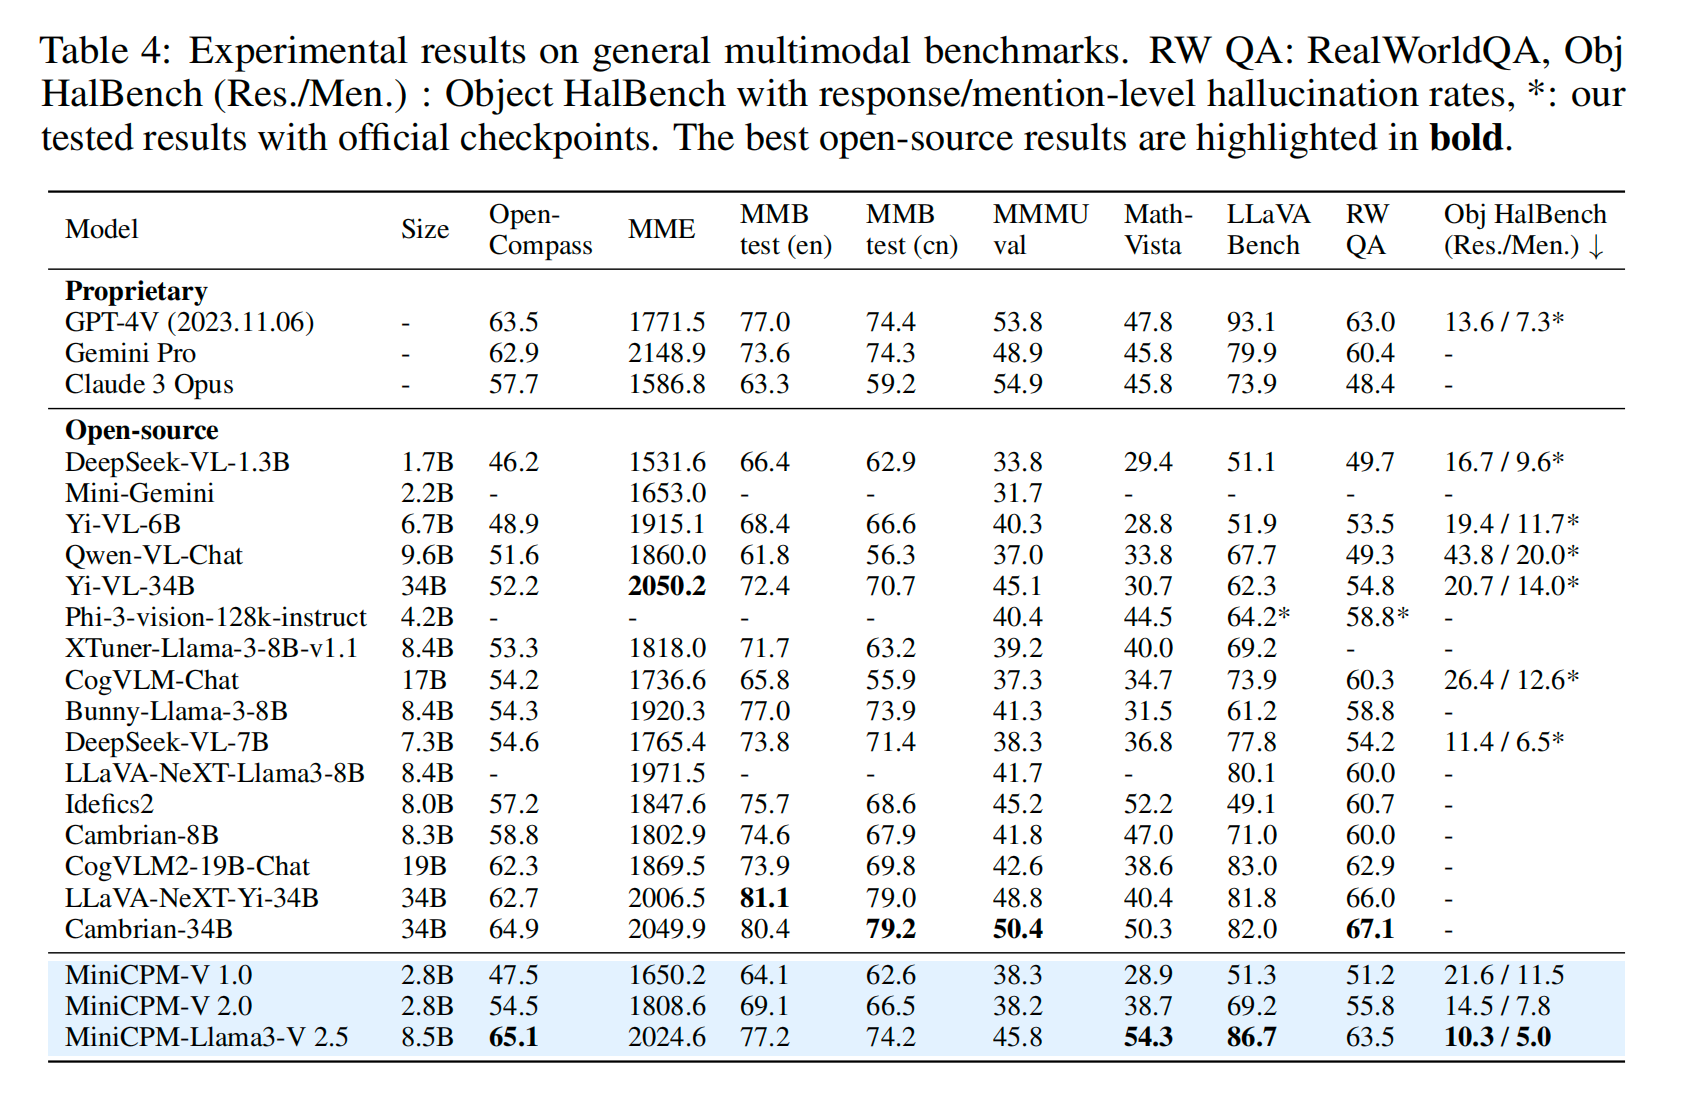 Table 4: Experimental results on general multimodal benchmarks. RW QA: RealWorldQA, Obj
HalBench (Res./Men.) : Object HalBench with response/mention-level hallucination rates, *: our
tested results with official checkpoints. The best open-source results are highlighted in bold.
Model Size Open-Compass MME MMB test (en) MMB test (cn) MMMU val Math-Vista LLaVA Bench RW QA Obj HalBench (Res./Men.) ↓
Proprietary
GPT-4V (2023.11.06) - 63.5 1771.5 77.0 74.4 53.8 47.8 93.1 63.0 13.6 / 7.3*
Gemini Pro - 62.9 2148.9 73.6 74.3 48.9 45.8 79.9 60.4 -
Claude 3 Opus - 57.7 1586.8 63.3 59.2 54.9 45.8 73.9 48.4 -
Open-source
DeepSeek-VL-1.3B 1.7B 46.2 1531.6 66.4 62.9 33.8 29.4 51.1 49.7 16.7 / 9.6*
Mini-Gemini 2.2B - 1653.0 - - 31.7 - - - -
Yi-VL-6B 6.7B 48.9 1915.1 68.4 66.6 40.3 28.8 51.9 53.5 19.4 / 11.7*
Qwen-VL-Chat 9.6B 51.6 1860.0 61.8 56.3 37.0 33.8 67.7 49.3 43.8 / 20.0*
Yi-VL-34B 34B 52.2 2050.2 72.4 70.7 45.1 30.7 62.3 54.8 20.7 / 14.0*
Phi-3-vision-128k-instruct 4.2B - - - - 40.4 44.5 64.2* 58.8* -
XTuner-Llama-3-8B-v1.1 8.4B 53.3 1818.0 71.7 63.2 39.2 40.0 69.2 - -
CogVLM-Chat 17B 54.2 1736.6 65.8 55.9 37.3 34.7 73.9 60.3 26.4 / 12.6*
Bunny-Llama-3-8B 8.4B 54.3 1920.3 77.0 73.9 41.3 31.5 61.2 58.8 -
DeepSeek-VL-7B 7.3B 54.6 1765.4 73.8 71.4 38.3 36.8 77.8 54.2 11.4 / 6.5*
LLaVA-NeXT-Llama3-8B 8.4B - 1971.5 - - 41.7 - 80.1 60.0 -
Idefics2 8.0B 57.2 1847.6 75.7 68.6 45.2 52.2 49.1 60.7 -
Cambrian-8B 8.3B 58.8 1802.9 74.6 67.9 41.8 47.0 71.0 60.0 -
CogVLM2-19B-Chat 19B 62.3 1869.5 73.9 69.8 42.6 38.6 83.0 62.9 -
LLaVA-NeXT-Yi-34B 34B 62.7 2006.5 81.1 79.0 48.8 40.4 81.8 66.0 -
Cambrian-34B 34B 64.9 2049.9 80.4 79.2 50.4 50.3 82.0 67.1 -
MiniCPM-V 1.0 2.8B 47.5 1650.2 64.1 62.6 38.3 28.9 51.3 51.2 21.6 / 11.5
MiniCPM-V 2.0 2.8B 54.5 1808.6 69.1 66.5 38.2 38.7 69.2 55.8 14.5 / 7.8
MiniCPM-Llama3-V 2.5 8.5B 65.1 2024.6 77.2 74.2 45.8 54.3 86.7 63.5 10.3 / 5.0